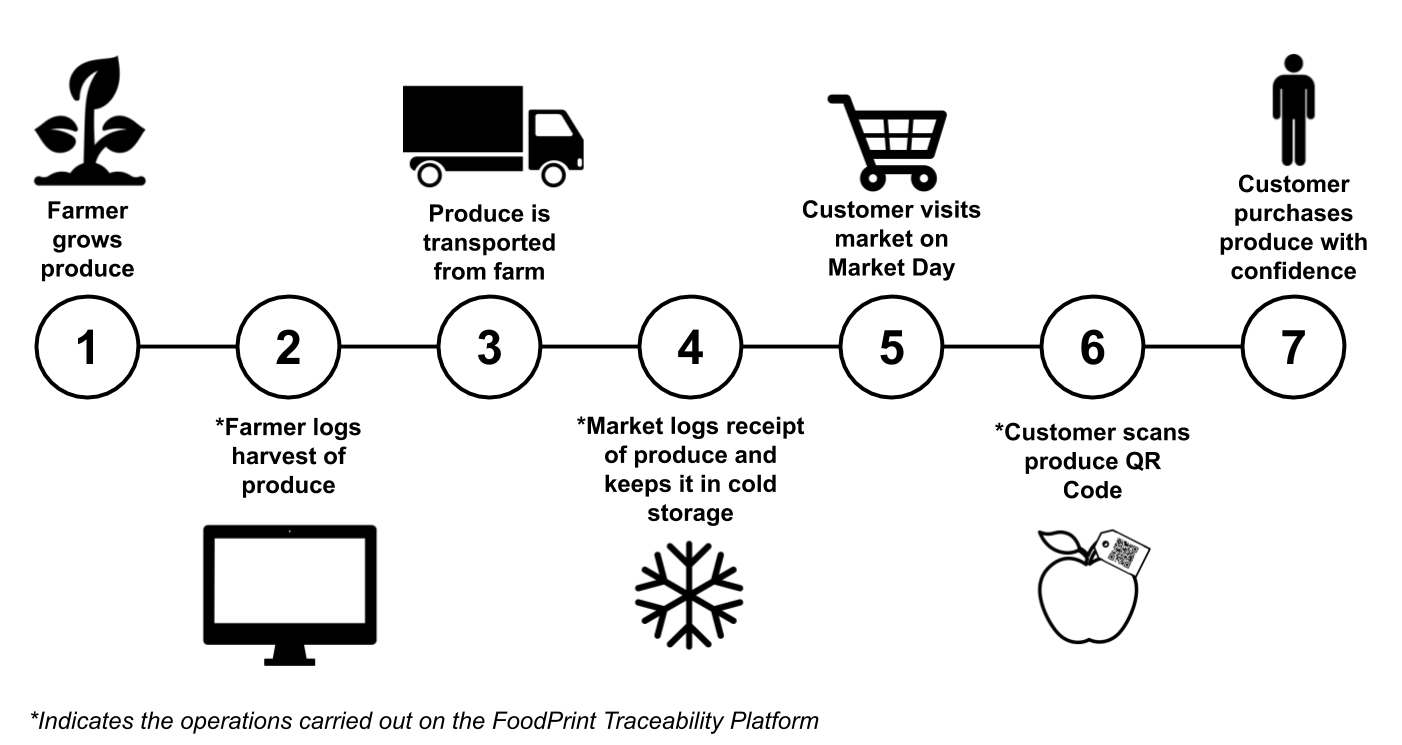 Farmer
grows
produce
Produce is
transported
from farm
Customer visits
market on
Market Day
Customer
purchases
produce with
confidence
1
2
3
4
5
6
7
*Farmer logs
harvest of
produce
*Market logs receipt
of produce and
keeps it in cold
storage
*Customer scans
produce QR
Code
*Indicates the operations carried out on the FoodPrint Traceability Platform